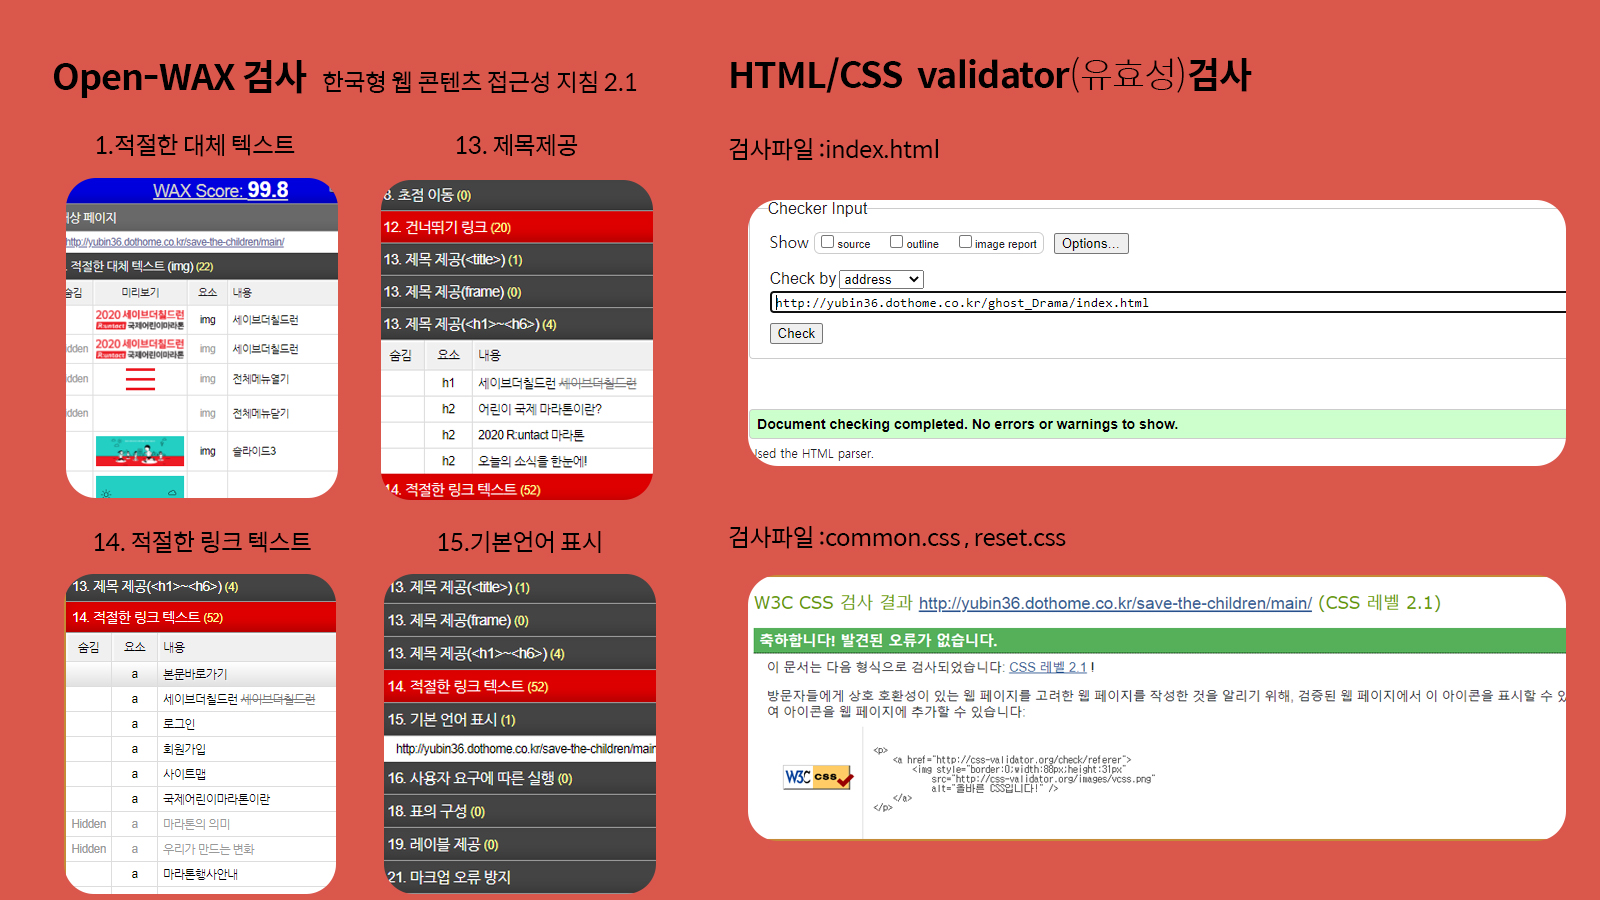 Open-WAX 검사 한국형 웹 콘텐츠 접근성 지침 2.1
1.적절한 대체 텍스트
WAX Score: 99.8
상 페이지
http://yubin36.dothome.co.kr/save-the-children/main/
. 적절한 대체 텍스트 (img) (22)
숨김 미리보기 요소 내용
2020 세이브더칠드런
R:untact 국제어린이마라톤
img 세이브더칠드런
dden
2020 세이브더칠드런
R:untact 국제어린이마라톤
img 세이브더칠드런
dden img 전체메뉴열기
dden img 전체메뉴닫기
img 슬라이드3
13. 제목제공
8. 초점 이동 (0)
12. 건너뛰기 링크 (20)
13. 제목 제공(<title>) (1)
13. 제목 제공(frame) (0)
13. 제목 제공(<h1>~<h6>) (4)
숨김 요소 내용
h1 세이브더칠드런 세이브더칠드런
h2 어린이 국제 마라톤이란?
h2 2020 R:untact 마라톤
h2 오늘의 소식을 한눈에!
14. 적절한 링크 텍스트 (52)
14. 적절한 링크 텍스트
13. 제목 제공(<h1>~<h6>) (4)
14. 적절한 링크 텍스트 (52)
숨김 요소 내용
a 본문바로가기
a 세이브더칠드런 세이브더칠드런
a 로그인
a 회원가입
a 사이트맵
a 국제어린이마라톤이란
Hidden a 마라톤의 의미
Hidden a 우리가 만드는 변화
a 마라톤행사안내
15.기본언어 표시
13. 제목 제공(<title>) (1)
13. 제목 제공(frame) (0)
13. 제목 제공(<h1>~<h6>) (4)
14. 적절한 링크 텍스트 (52)
15. 기본 언어 표시 (1)
http://yubin36.dothome.co.kr/save-the-children/main
16. 사용자 요구에 따른 실행 (0)
18. 표의 구성 (0)
19. 레이블 제공 (0)
21. 마크업 오류 방지
HTML/CSS validator(유효성)검사
검사파일 :index.html
Checker Input
Show source outline image report Options...
Check by address
http://yubin36.dothome.co.kr/ghost_Drama/index.html
Check
Document checking completed. No errors or warnings to show.
Used the HTML parser.
검사파일 :common.css , reset.css
W3C CSS 검사 결과 http://yubin36.dothome.co.kr/save-the-children/main/ (CSS 레벨 2.1)
축하합니다! 발견된 오류가 없습니다.
이 문서는 다음 형식으로 검사되었습니다: CSS 레벨 2.1 !
방문자들에게 상호 호환성이 있는 웹 페이지를 고려한 웹 페이지를 작성한 것을 알리기 위해, 검증된 웹 페이지에서 이 아이콘을 표시할 수 있
여 아이콘을 웹 페이지에 추가할 수 있습니다:
W3C css
<p>
<a href="http://css-validator.org/check/referer">
<img style="border:0;width:88px;height:31px"
src="http://css-validator.org/images/vcss.png"
alt="올바른 CSS입니다!" />
</a>
</p>